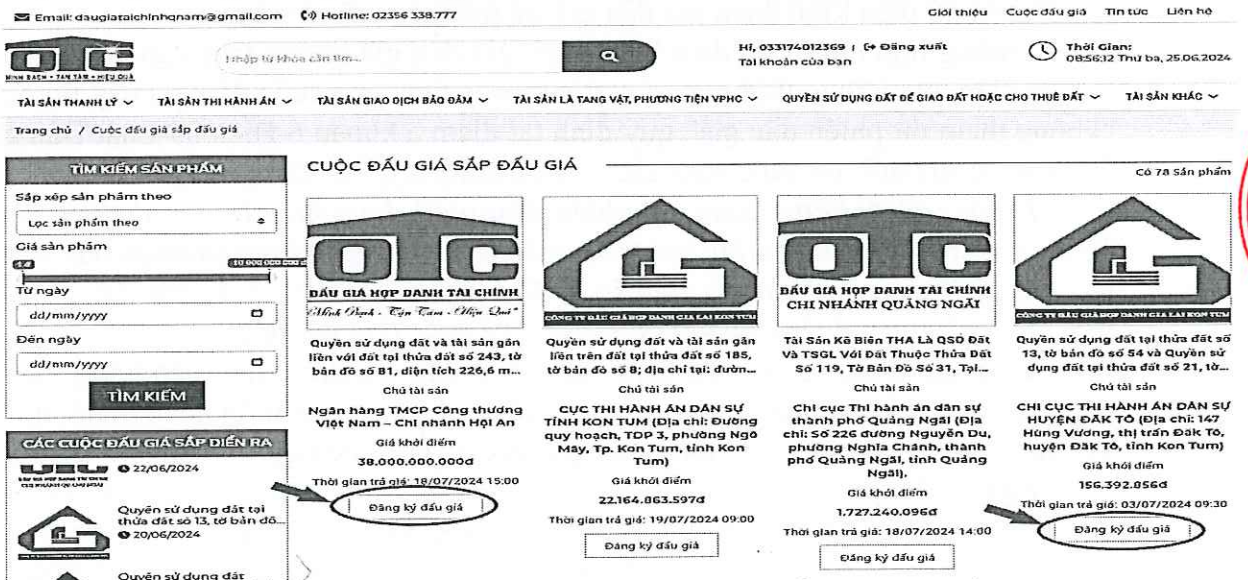 Email: daugiataichinhqnam@gmail.com
Hotline: 02356 338.777
Giới thiệu Cuộc đấu giá Tin tức Liên hệ
OTC
MINH BẠCH • TẬN TÂM • HIỆU QUẢ
Nhập từ khóa cần tìm...
Hi, 033174012369 | Đăng xuất
Tài khoản của bạn
Thời Gian:
08:56:12 Thứ ba, 25.06.2024
TÀI SẢN THANH LÝ
TÀI SẢN THI HÀNH ÁN
TÀI SẢN GIAO DỊCH BẢO ĐẢM
TÀI SẢN LÀ TANG VẬT, PHƯƠNG TIỆN VPHC
QUYỀN SỬ DỤNG ĐẤT ĐỂ GIAO ĐẤT HOẶC CHO THUÊ ĐẤT
TÀI SẢN KHÁC
Trang chủ / Cuộc đấu giá sắp đấu giá
TÌM KIẾM SẢN PHẨM
Sắp xếp sản phẩm theo
Lọc sản phẩm theo
Giá sản phẩm
Từ ngày
dd/mm/yyyy
Đến ngày
dd/mm/yyyy
TÌM KIẾM
CÁC CUỘC ĐẤU GIÁ SẮP DIỄN RA
22/06/2024
Quyền sử dụng đất tại
thửa đất số 13, tờ bản đồ...
20/06/2024
Quyền sử dụng đất
CUỘC ĐẤU GIÁ SẮP ĐẤU GIÁ
Có 78 Sản phẩm
OTC
ĐẤU GIÁ HỢP DANH TÀI CHÍNH
"Minh Bạch - Tận Tâm - Hiệu Quả"
Quyền sử dụng đất và tài sản gắn
liền với đất tại thửa đất số 243, tờ
bản đồ số 81, diện tích 226,6 m...
Chủ tài sản
Ngân hàng TMCP Công thương
Việt Nam – Chi nhánh Hội An
Giá khởi điểm
38.000.000.000đ
Thời gian trả giá: 18/07/2024 15:00
Đăng ký đấu giá
CÔNG TY ĐẤU GIÁ HỢP DANH GIA LAI KON TUM
Quyền sử dụng đất và tài sản gắn
liền trên đất tại thửa đất số 185,
tờ bản đồ số 8; địa chỉ tại: đườn...
Chủ tài sản
CỤC THI HÀNH ÁN DÂN SỰ
TỈNH KON TUM (Địa chỉ: Đường
quy hoạch, TDP 3, phường Ngô
Mây, Tp. Kon Tum, tỉnh Kon
Tum)
Giá khởi điểm
22.164.863.597đ
Thời gian trả giá: 19/07/2024 09:00
Đăng ký đấu giá
OTC
ĐẤU GIÁ HỢP DANH TÀI CHÍNH
CHI NHÁNH QUẢNG NGÃI
Tài Sản Kê Biên THA Là QSD Đất
Và TSGL Với Đất Thuộc Thửa Đất
Số 119, Tờ Bản Đồ Số 31, Tại...
Chủ tài sản
Chi cục Thi hành án dân sự
thành phố Quảng Ngãi (Địa
chỉ: Số 226 đường Nguyễn Du,
phường Nghĩa Chánh, thành
phố Quảng Ngãi, tỉnh Quảng
Ngãi).
Giá khởi điểm
1.727.240.096đ
Thời gian trả giá: 18/07/2024 14:00
Đăng ký đấu giá
CÔNG TY ĐẤU GIÁ HỢP DANH GIA LAI KON TUM
Quyền sử dụng đất tại thửa đất số
13, tờ bản đồ số 54 và Quyền sử
dụng đất tại thửa đất số 21, tờ...
Chủ tài sản
CHI CỤC THI HÀNH ÁN DÂN SỰ
HUYỆN ĐĂK TÔ (Địa chỉ: 147
Hùng Vương, thị trấn Đăk Tô,
huyện Đăk Tô, tỉnh Kon Tum)
Giá khởi điểm
156.392.856đ
Thời gian trả giá: 03/07/2024 09:30
Đăng ký đấu giá